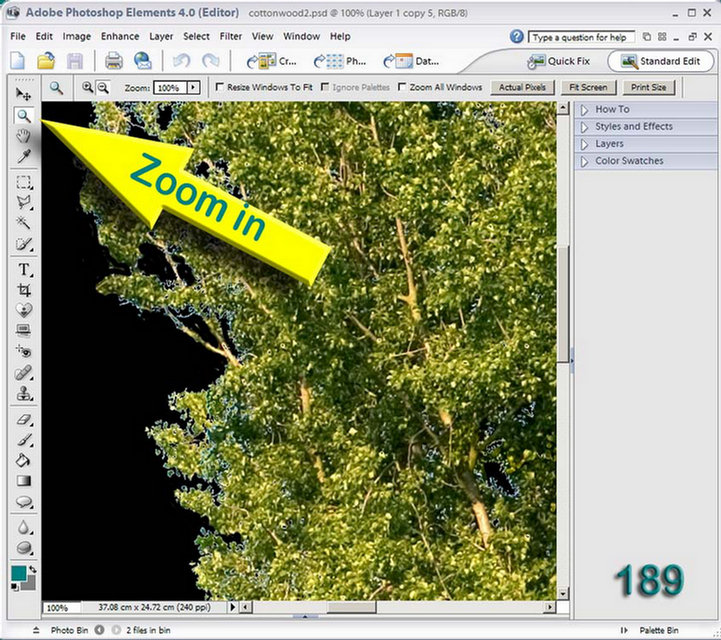 Adobe Photoshop Elements 4.0 (Editor) cottonwood2.psd @ 100% (Layer 1 copy 5, RGB/8)
File Edit Image Enhance Layer Select Filter View Window Help Type a question for help
Cr... Ph... Dat... Quick Fix Standard Edit
Zoom: 100% Resize Windows To Fit Ignore Palettes Zoom All Windows Actual Pixels Fit Screen Print Size
How To
Styles and Effects
Layers
Color Swatches
Zoom in
T
189
100% 37.08 cm x 24.72 cm (240 ppi)
Photo Bin 2 files in bin Palette Bin